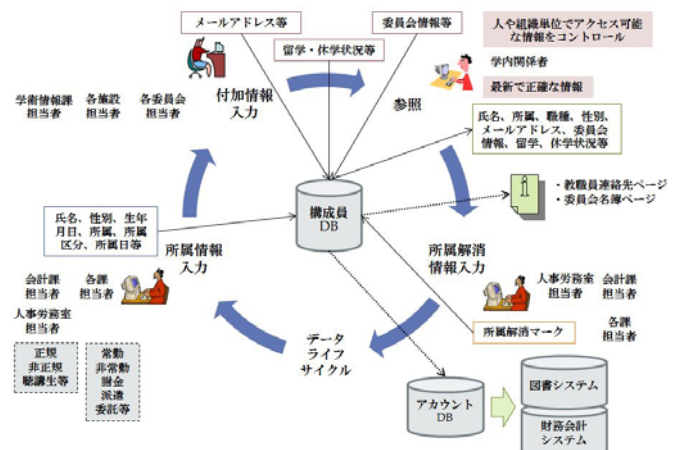 メールアドレス等
委員会情報等
留学・休学状況等
人や組織単位でアクセス可能
な情報をコントロール
学内関係者
最新で正確な情報
学術情報課
担当者
各施設
担当者
各委員会
担当者
付加情報
入力
参照
氏名、所属、職種、性別、
メールアドレス、委員会
情報、留学、休学状況等
i
・教職員連絡先ページ
・委員会名簿ページ
構成員
DB
氏名、性別、生年
月日、所属、所属
区分、所属日等
所属情報
入力
所属解消
情報入力
会計課
担当者
各課
担当者
人事労務室
担当者
正規
非正規
聴講生等
常勤
非常勤
謝金
派遣
委託等
人事労務室
担当者
会計課
担当者
各課
担当者
所属解消マーク
データ
ライフ
サイクル
アカウント
DB
図書システム
財務会計
システム